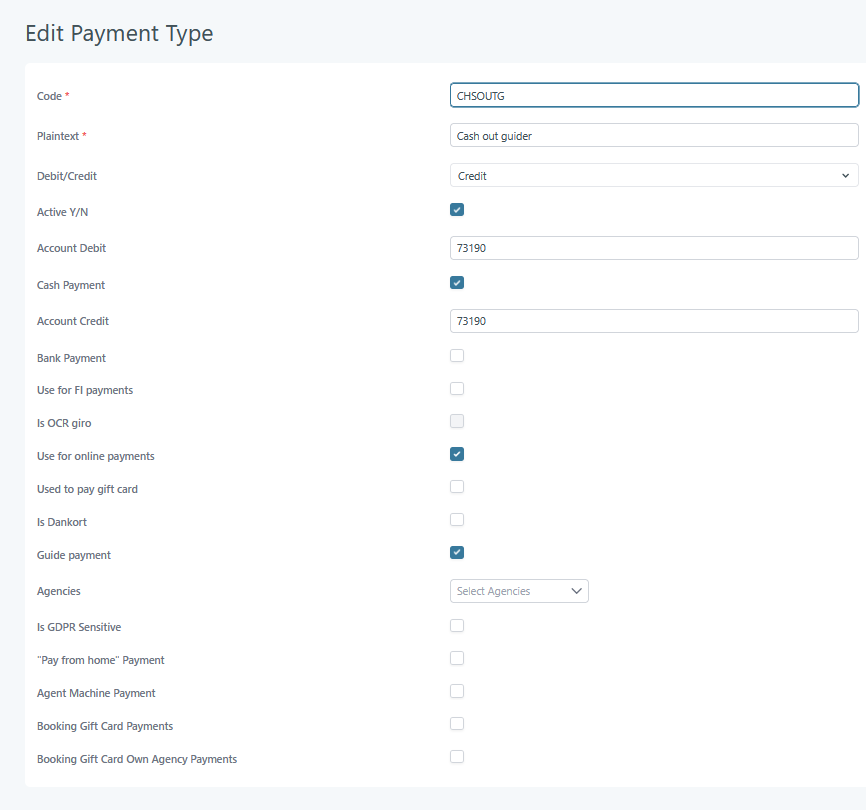 Edit Payment Type
Code * CHSOUTG
Plaintext * Cash out guider
Debit/Credit Credit
Active Y/N
Account Debit 73190
Cash Payment
Account Credit 73190
Bank Payment
Use for FI payments
Is OCR giro
Use for online payments
Used to pay gift card
Is Dankort
Guide payment
Agencies Select Agencies
Is GDPR Sensitive
"Pay from home" Payment
Agent Machine Payment
Booking Gift Card Payments
Booking Gift Card Own Agency Payments